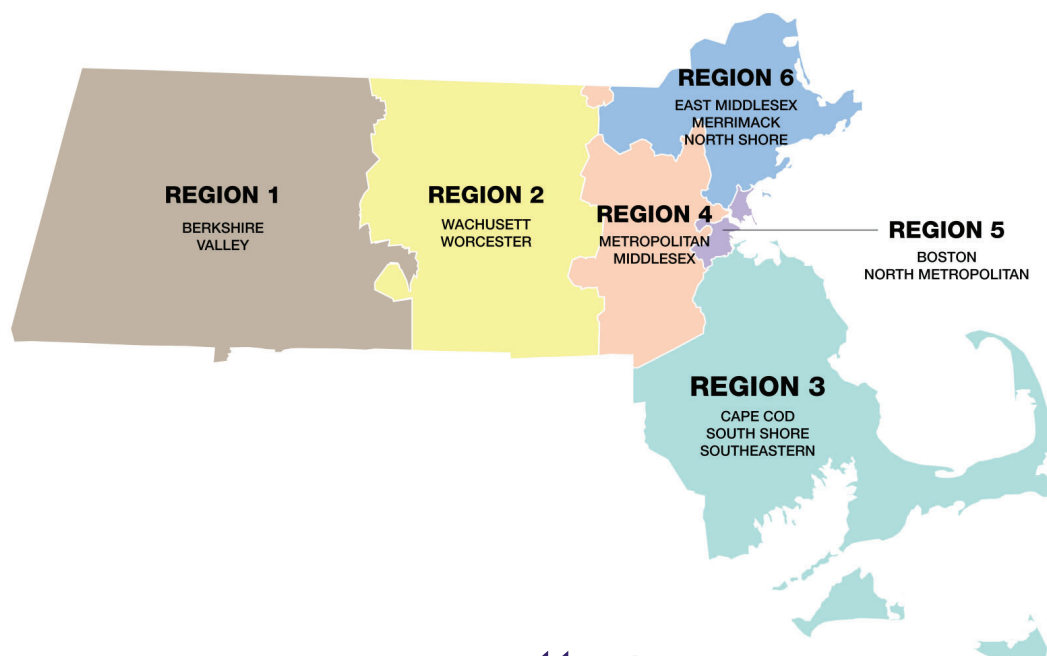 REGION 1
BERKSHIRE
VALLEY
REGION 2
WACHUSETT
WORCESTER
REGION 6
EAST MIDDLESEX
MERRIMACK
NORTH SHORE
REGION 4
METROPOLITAN
MIDDLESEX
REGION 5
BOSTON
NORTH METROPOLITAN
REGION 3
CAPE COD
SOUTH SHORE
SOUTHEASTERN